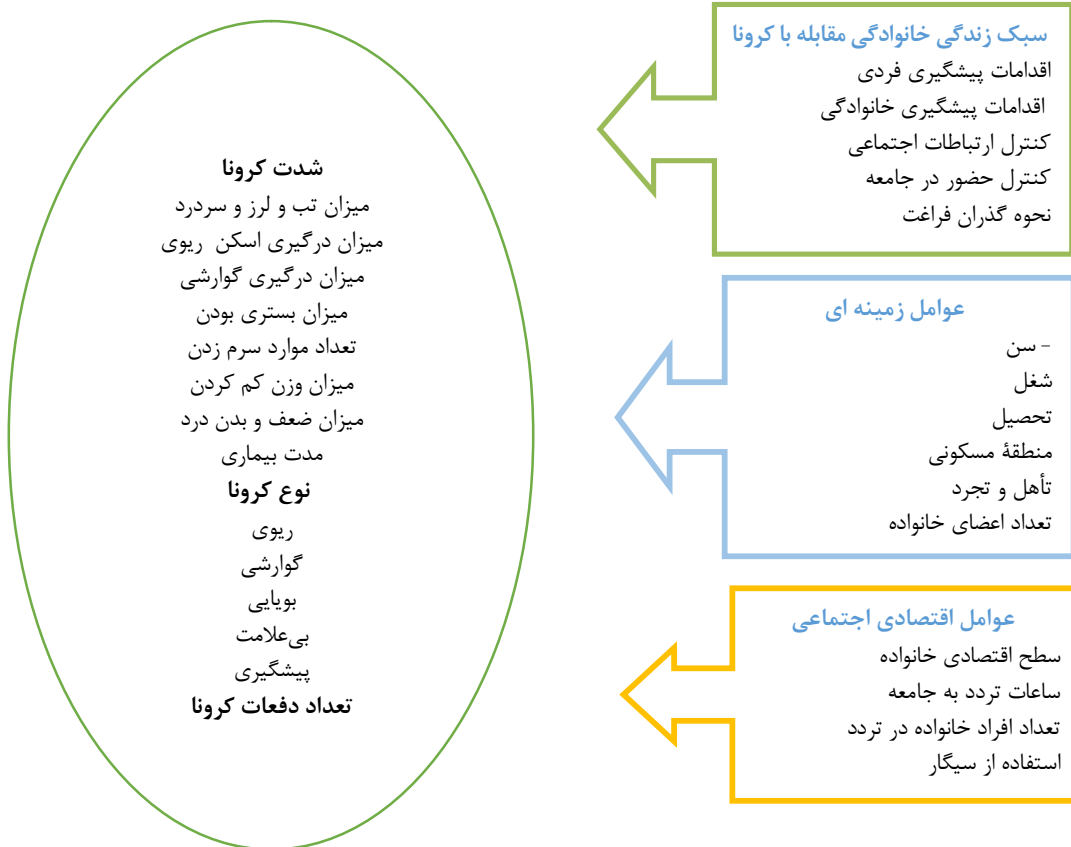 سبک زندگی خانوادگی مقابله با کرونا
اقدامات پیشگیری فردی
اقدامات پیشگیری خانوادگی
کنترل ارتباطات اجتماعی
کنترل حضور در جامعه
نحوه گذران فراغت
عوامل زمینه ای
- سن
شغل
تحصیل
منطقۀ مسکونی
تأهل و تجرد
تعداد اعضای خانواده
عوامل اقتصادی اجتماعی
سطح اقتصادی خانواده
ساعات تردد به جامعه
تعداد افراد خانواده در تردد
استفاده از سیگار
شدت کرونا
میزان تب و لرز و سردرد
میزان درگیری اسکن ریوی
میزان درگیری گوارشی
میزان بستری بودن
تعداد موارد سرم زدن
میزان وزن کم کردن
میزان ضعف و بدن درد
مدت بیماری
نوع کرونا
ریوی
گوارشی
بویایی
بی‌علامت
پیشگیری
تعداد دفعات کرونا